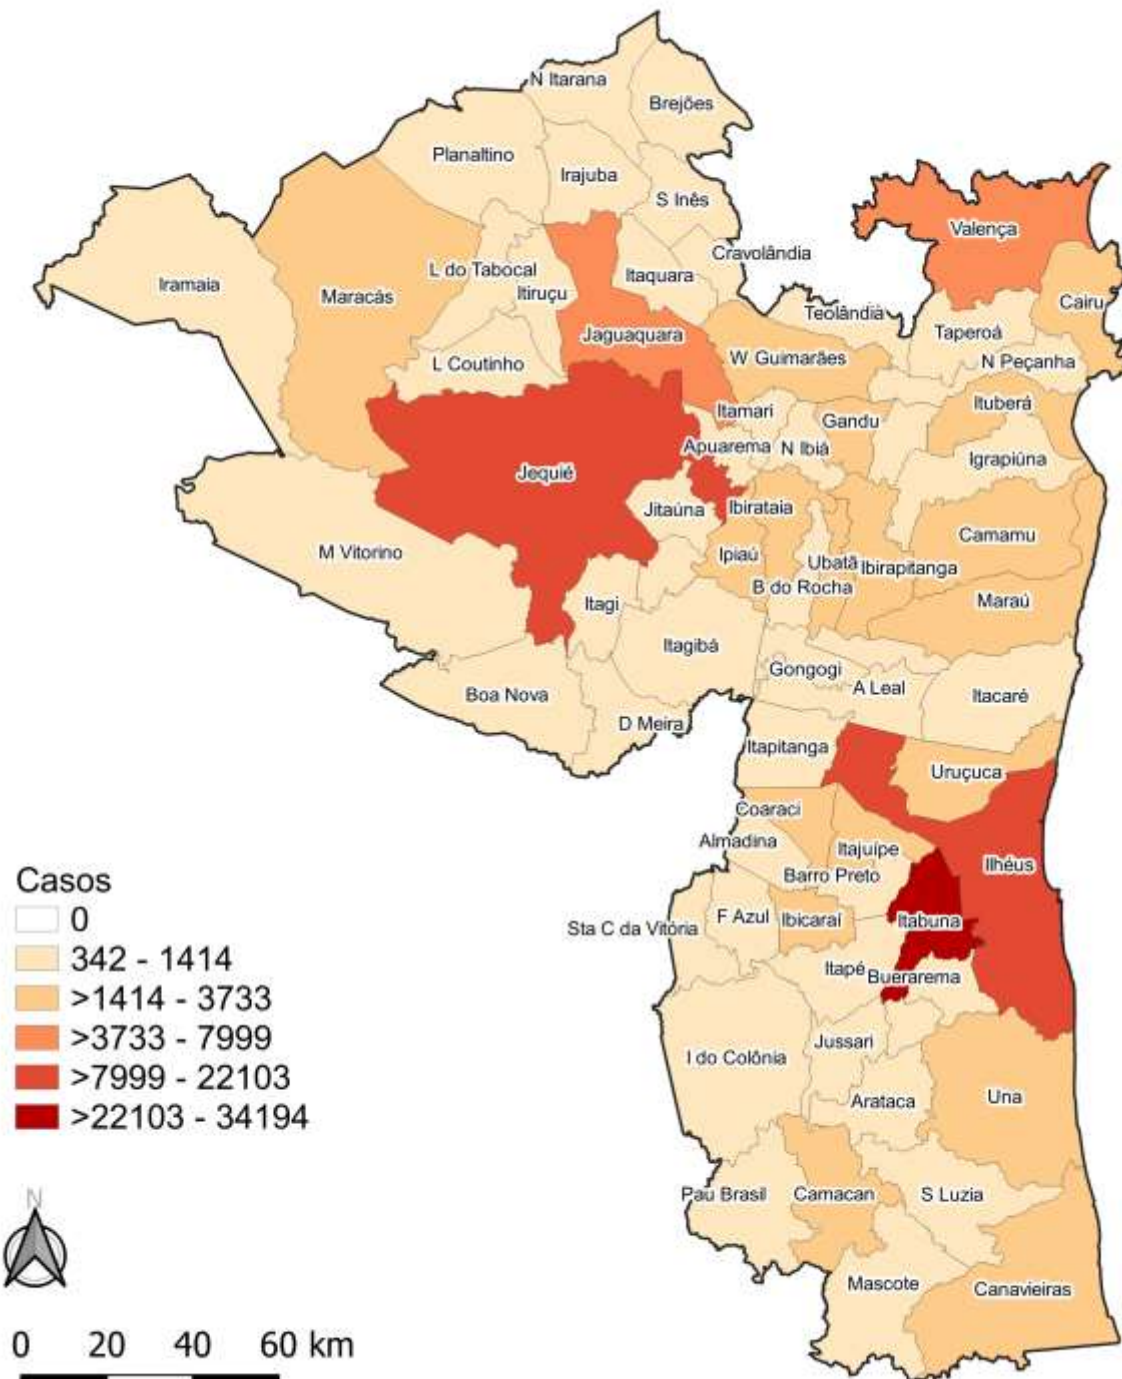 N Itarana
Brejões
Planaltino
Irajuba
S Inês
Valença
Cravolândia
L do Tabocal
Itaquara
Iramaia
Maracás
Itiruçu
Cairu
Teolândia
Taperoá
Jaguaquara
W Guimarães
L Coutinho
N Peçanha
Itamari
Ituberá
Gandu
Apuarema
N Ibiá
Igrapiúna
Jequié
Jitaúna
Ibirataia
Camamu
M Vitorino
Ipiaú
Ubatã
Ibirapitanga
B do Rocha
Maraú
Itagi
Itagibá
Gongogi
A Leal
Boa Nova
Itacaré
D Meira
Itapitanga
Uruçuca
Coaraci
Almadina
Itajuípe
Ilhéus
Barro Preto
Sta C da Vitória
F Azul
Ibicaraí
Itabuna
Itapé
Buerarema
Jussari
I do Colônia
Arataca
Una
Pau Brasil
Camacan
S Luzia
Mascote
Canavieiras
Casos
0
342 - 1414
>1414 - 3733
>3733 - 7999
>7999 - 22103
>22103 - 34194
N
0 20 40 60 km